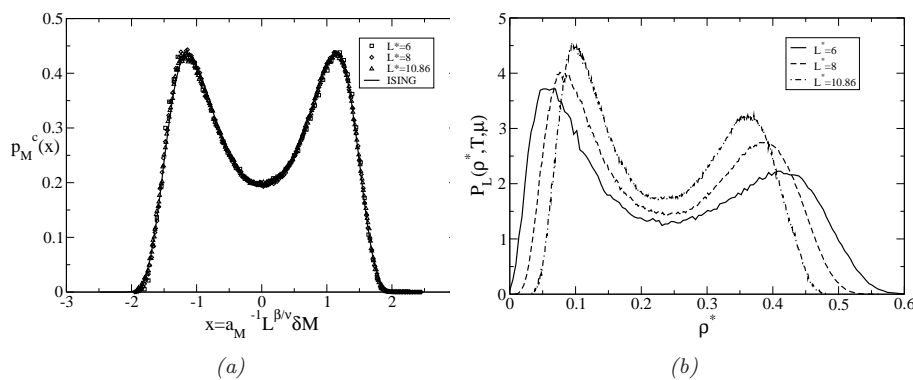 0.5
0.4
0.3
0.2
0.1
0
p_M^c(x)
L*=6
L*=8
L*=10.86
ISING
-3 -2 -1 0 1 2
x=a_M^{-1}L^{β/ν}δM
(a)
5
4
3
2
1
0
P_L(ρ*,T,μ)
L*=6
L*=8
L*=10.86
0 0.1 0.2 0.3 0.4 0.5 0.6
ρ*
(b)